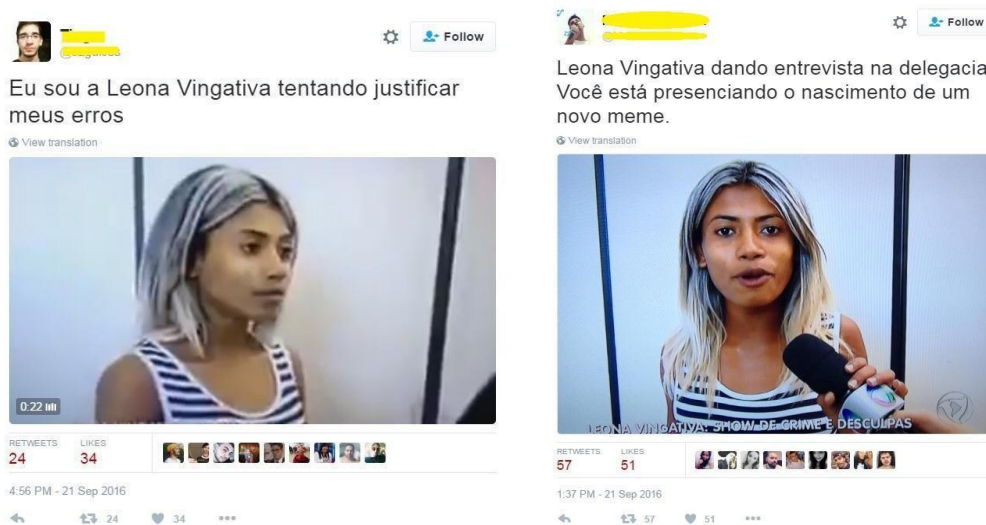 Follow
Eu sou a Leona Vingativa tentando justificar
meus erros
View translation
0:22
RETWEETS LIKES
24 34
4:56 PM - 21 Sep 2016
24 34
Follow
Leona Vingativa dando entrevista na delegacia
Você está presenciando o nascimento de um
novo meme.
View translation
LEONA VINGATIVA: SHOW DE CRIME E DESCULPAS
RETWEETS LIKES
57 51
1:37 PM - 21 Sep 2016
57 51